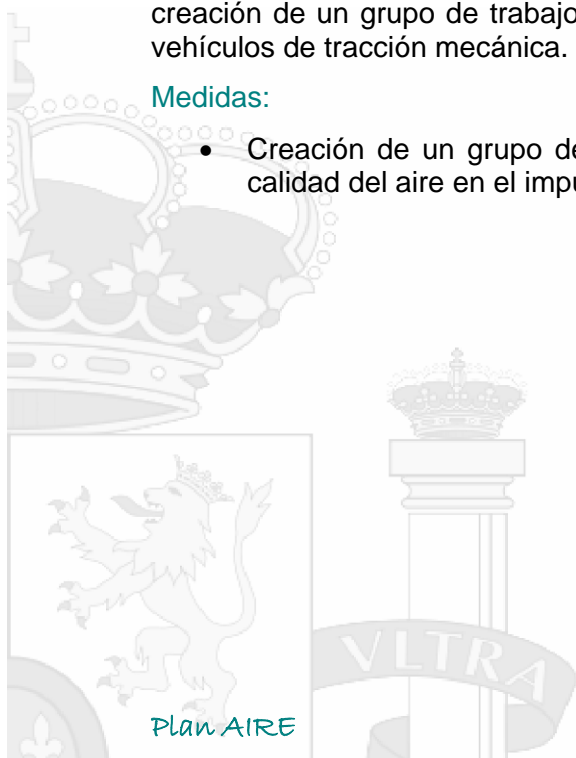 creación de un grupo de trabajo
vehículos de tracción mecánica.
Medidas:
• Creación de un grupo de
calidad del aire en el
VLTRA
Plan AIRE